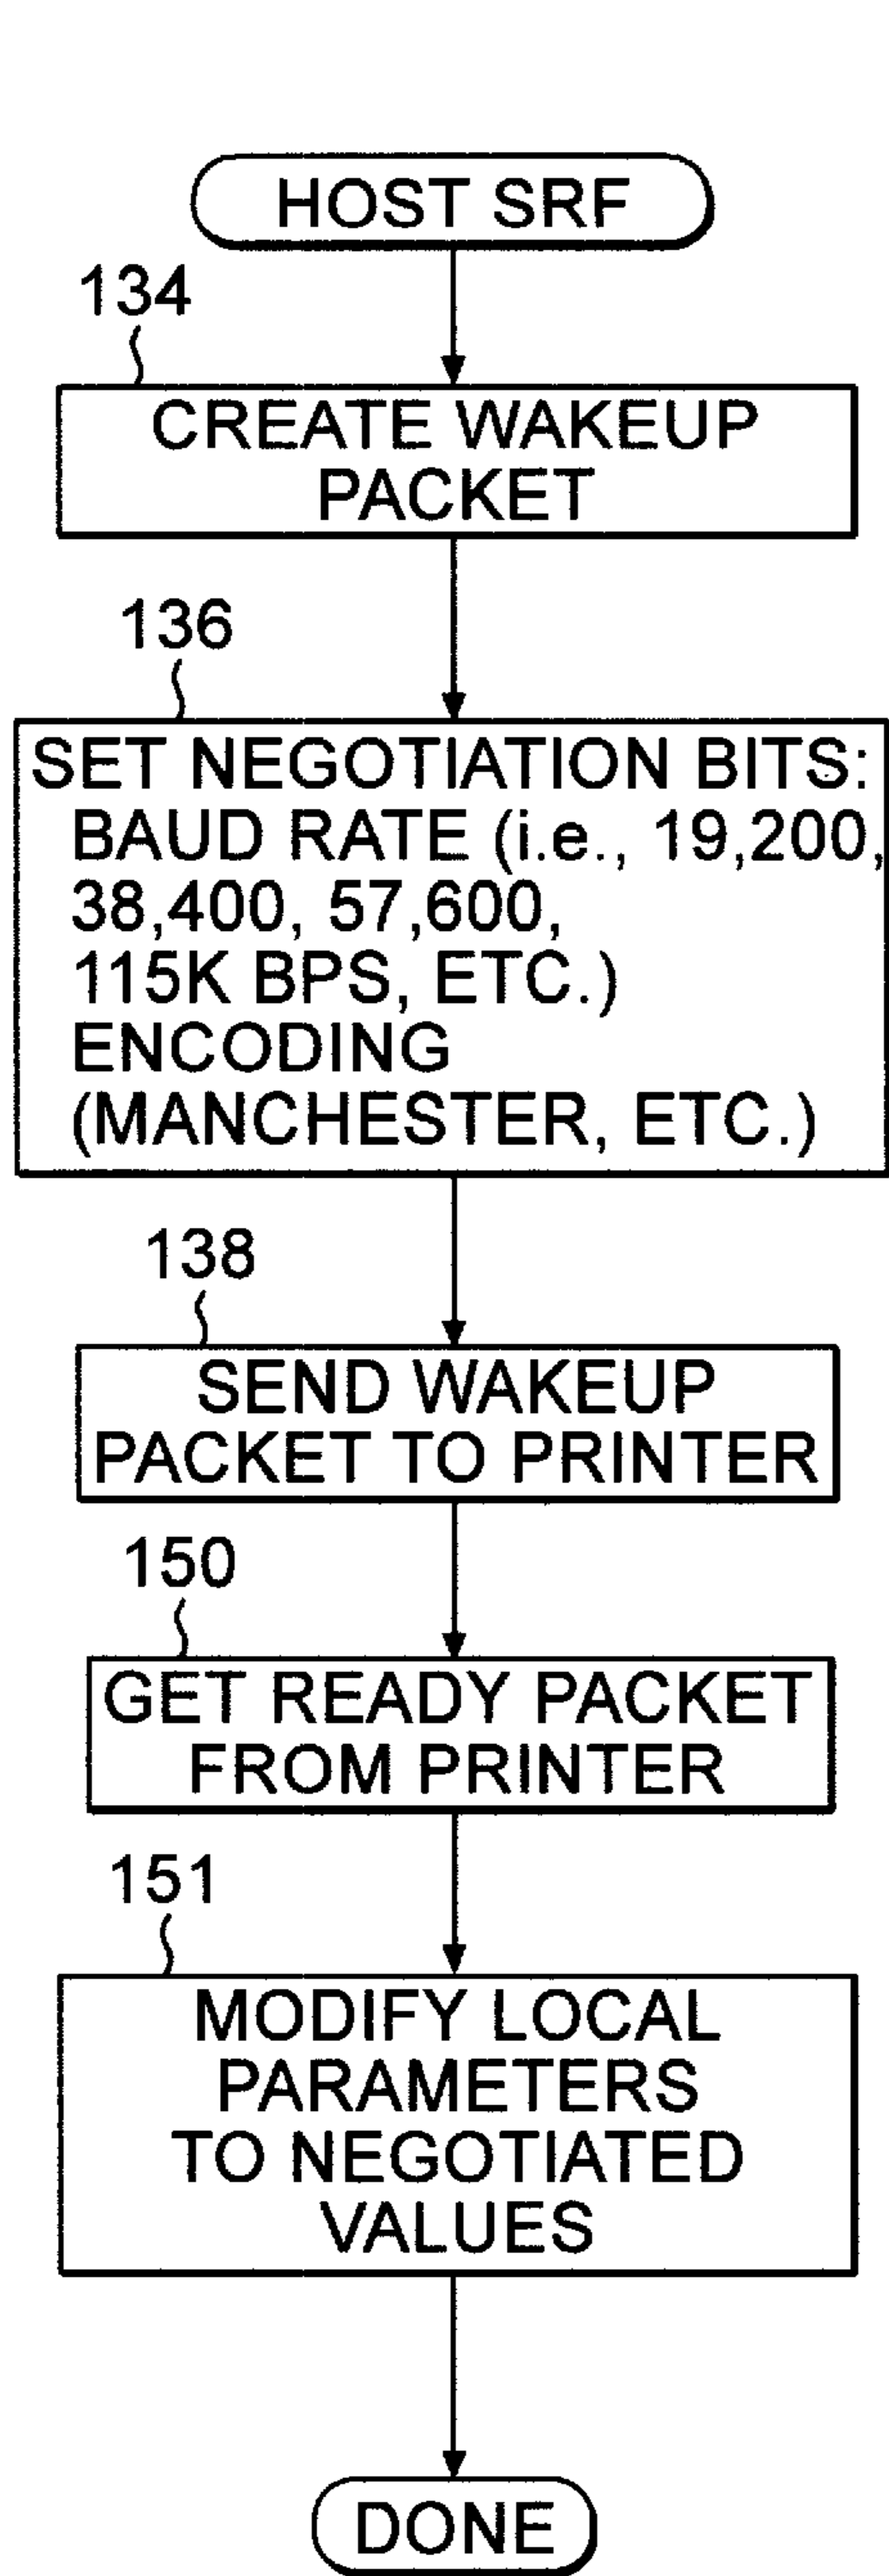 HOST SRF
134
CREATE WAKEUP
PACKET
136
SET NEGOTIATION BITS:
BAUD RATE (i.e., 19,200,
38,400, 57,600,
115K BPS, ETC.)
ENCODING
(MANCHESTER, ETC.)
138
SEND WAKEUP
PACKET TO PRINTER
150
GET READY PACKET
FROM PRINTER
151
MODIFY LOCAL
PARAMETERS
TO NEGOTIATED
VALUES
DONE